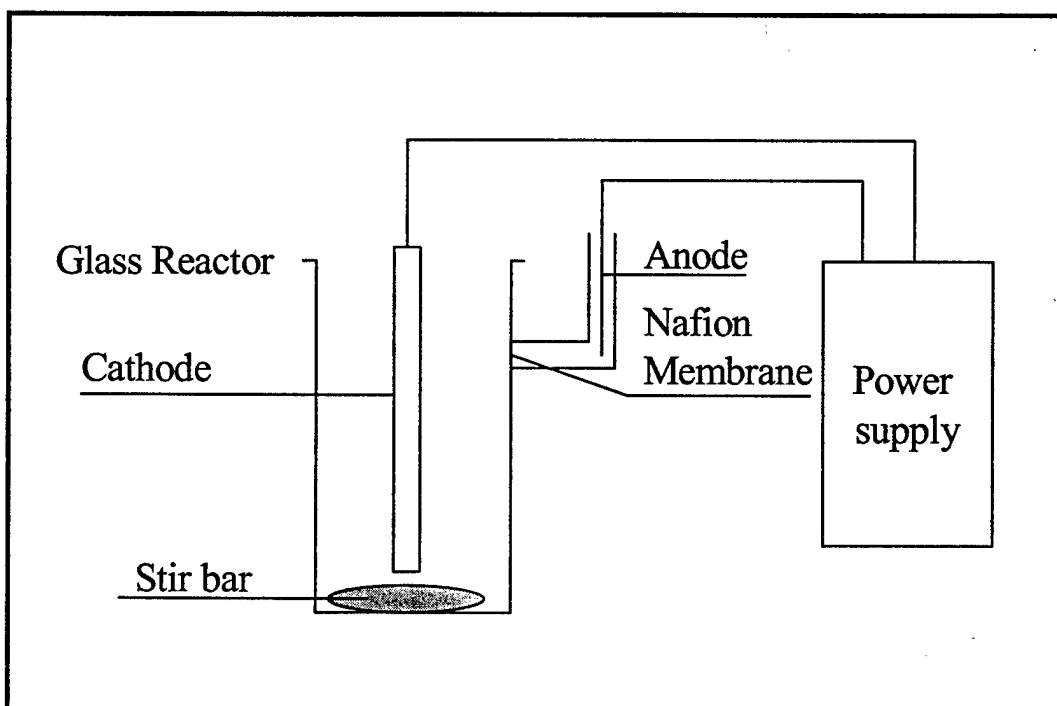 Glass Reactor
Anode
Nafion
Membrane
Cathode
Power
supply
Stir bar